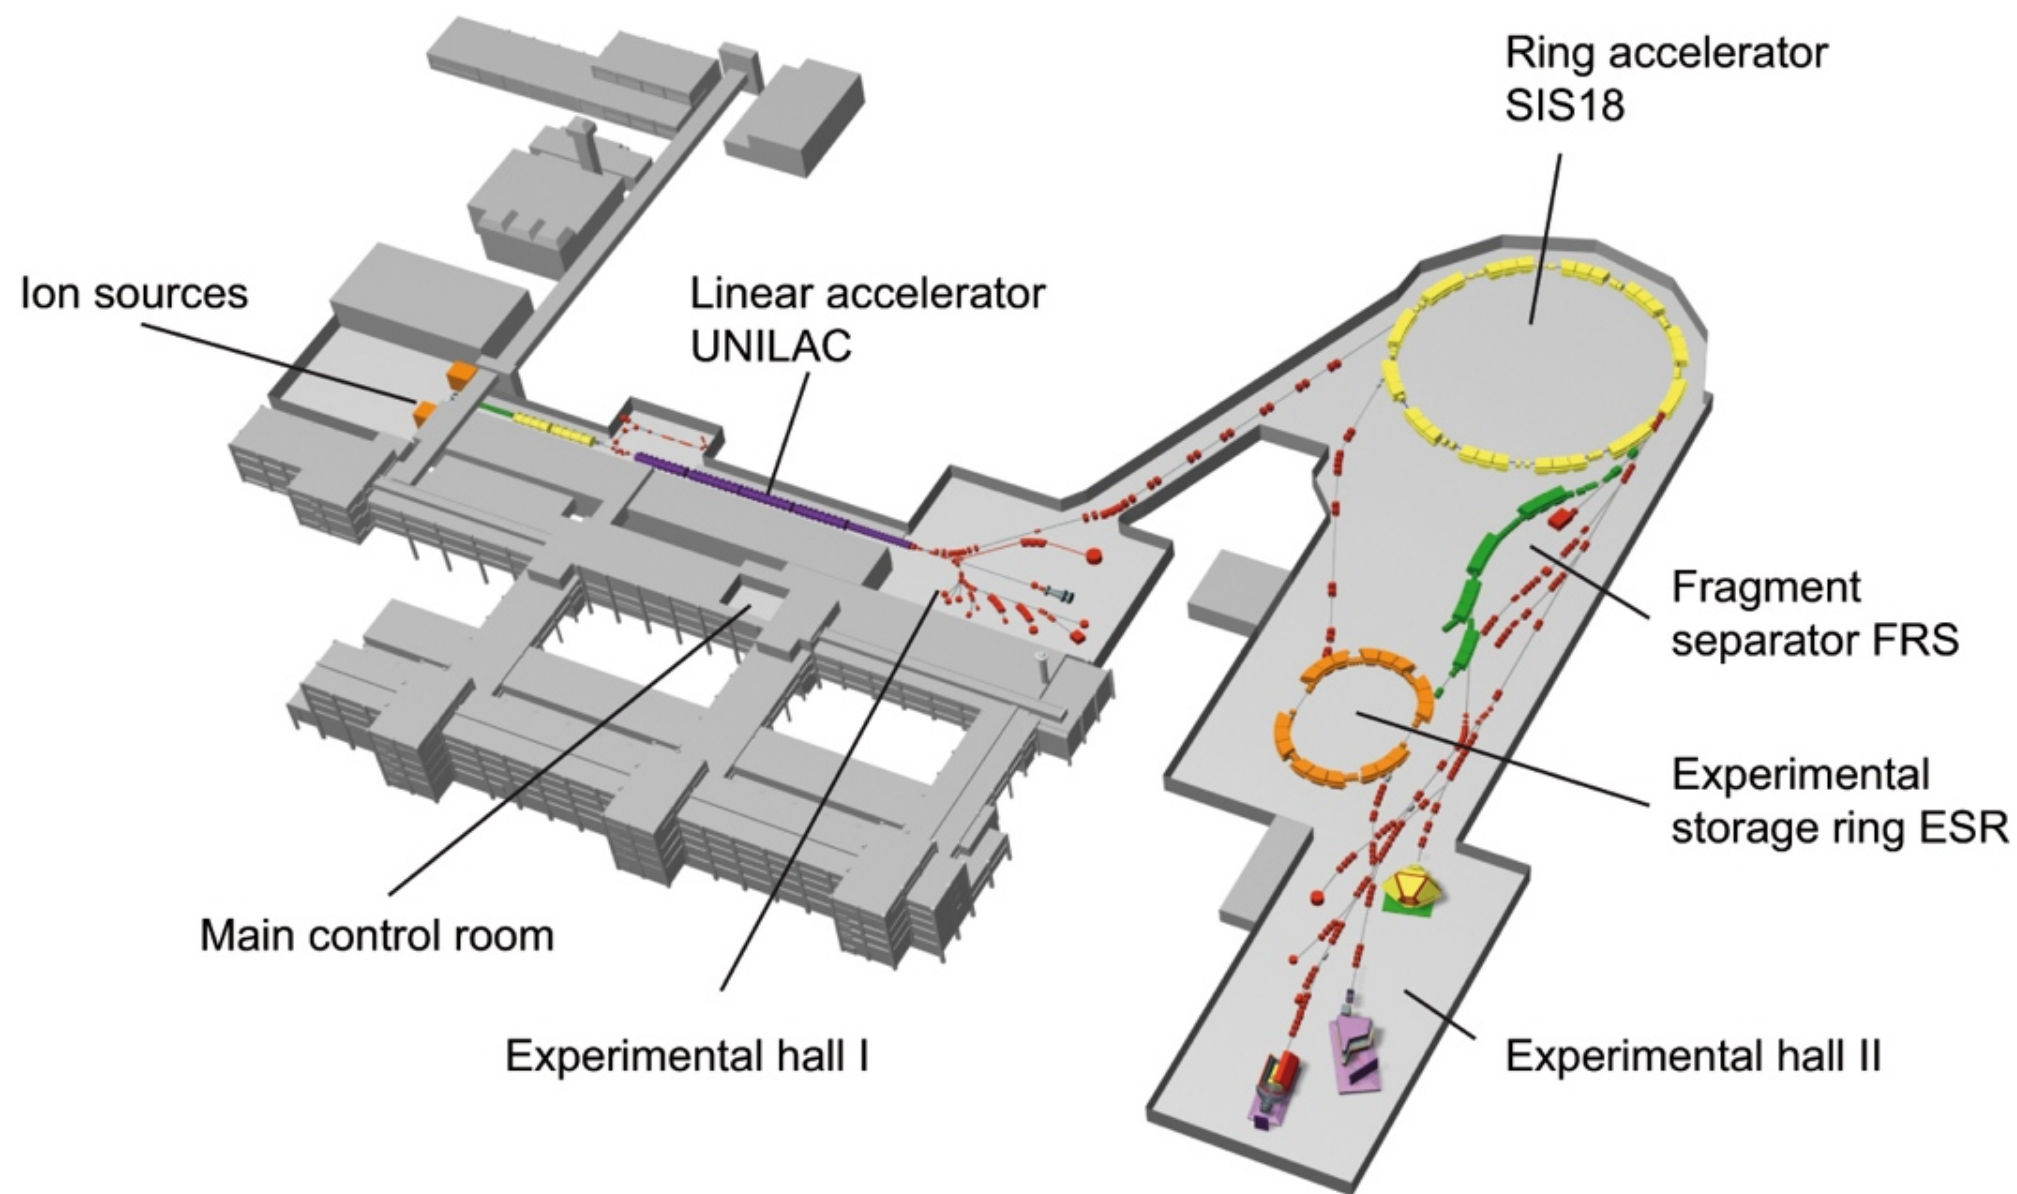 Ring accelerator
SIS18
Ion sources
Linear accelerator
UNILAC
Fragment
separator FRS
Experimental
storage ring ESR
Main control room
Experimental hall I
Experimental hall II